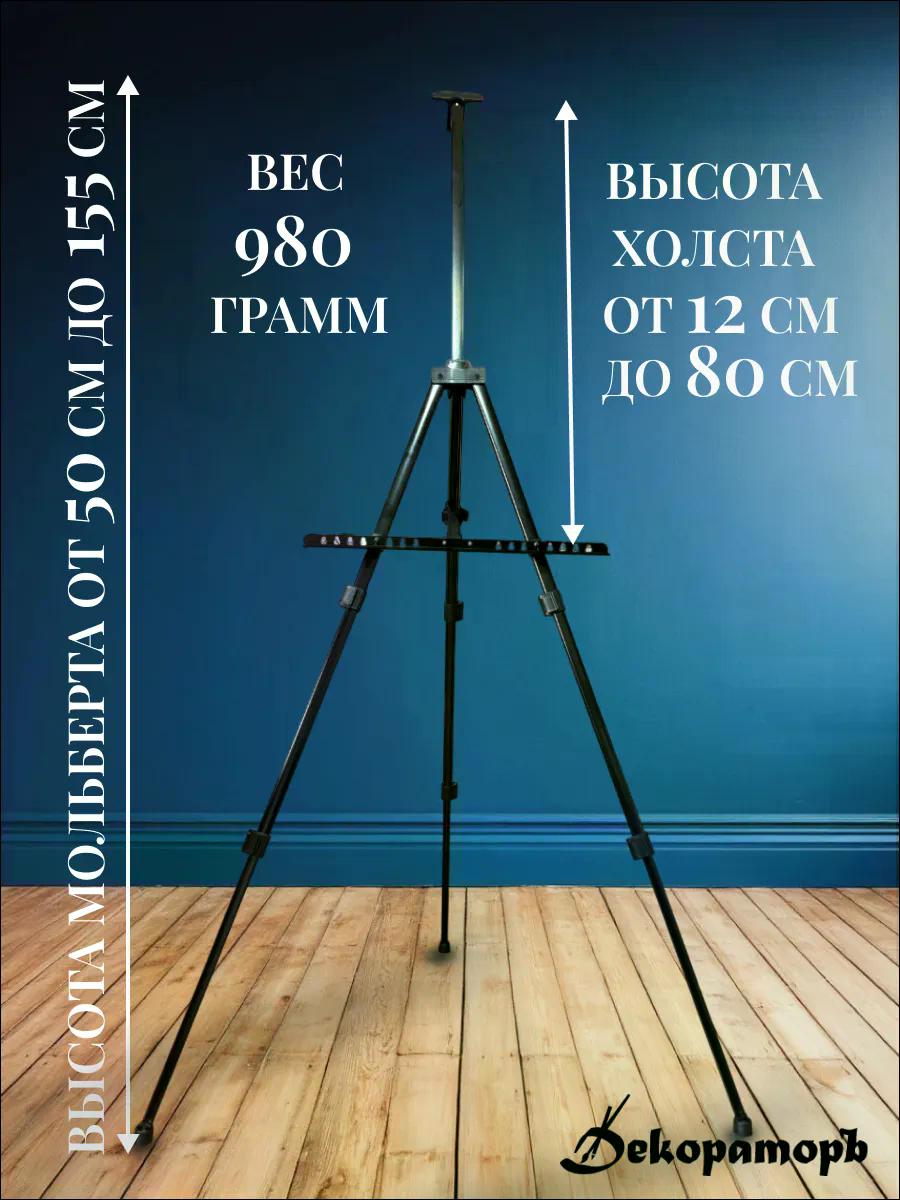 ВЫСОТА МОЛЬБЕРТА ОТ 50 СМ ДО 155 СМ
ВЕС
980
ГРАММ
ВЫСОТА
ХОЛСТА
ОТ 12 СМ
ДО 80 СМ
Декораторъ